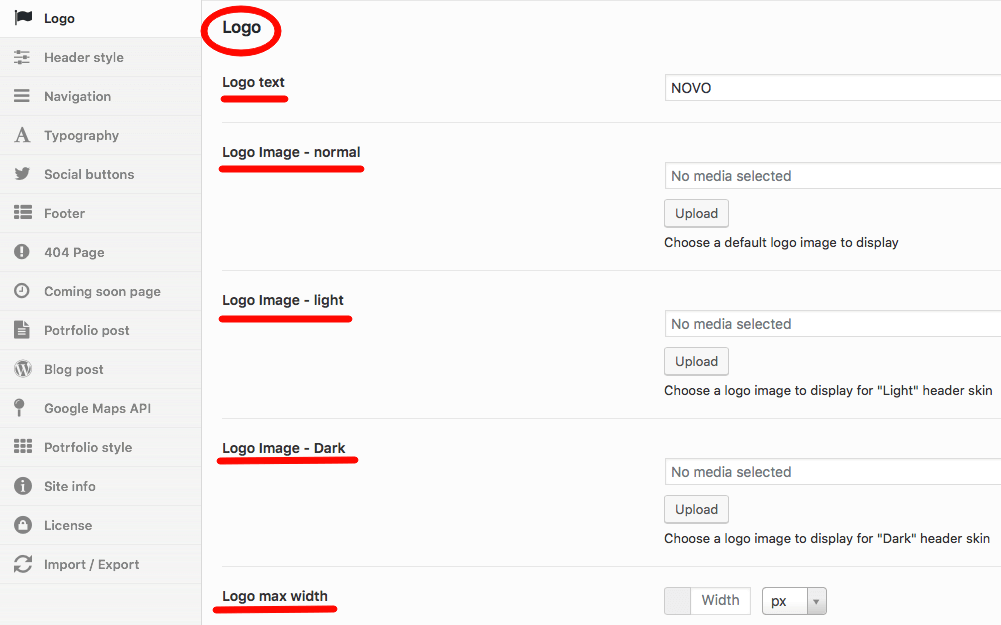 Logo
Header style
Navigation
Typography
Social buttons
Footer
404 Page
Coming soon page
Potrfolio post
Blog post
Google Maps API
Potrfolio style
Site info
License
Import / Export
Logo
Logo text
NOVO
Logo Image - normal
No media selected
Upload
Choose a default logo image to display
Logo Image - light
No media selected
Upload
Choose a logo image to display for "Light" header skin
Logo Image - Dark
No media selected
Upload
Choose a logo image to display for "Dark" header skin
Logo max width
Width px